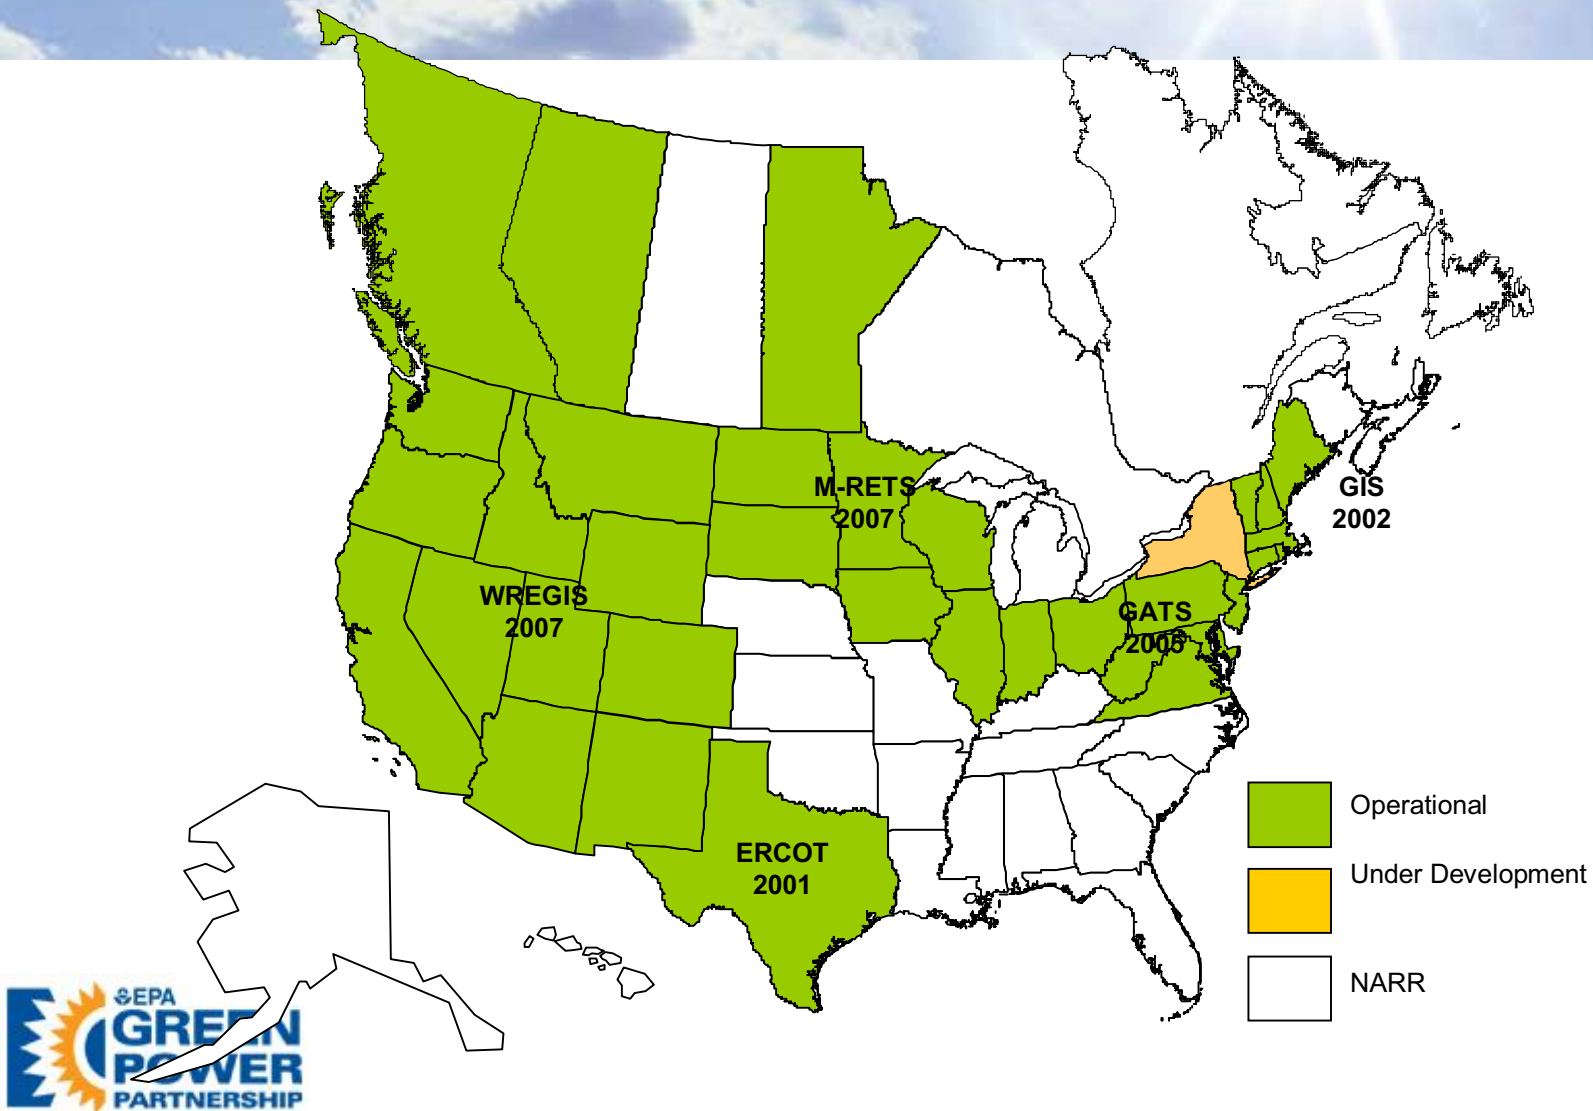 M-RETS
2007
GIS
2002
WREGIS
2007
GATS
2005
ERCOT
2001
Operational
Under Development
NARR
EPA
GREEN
POWER
PARTNERSHIP